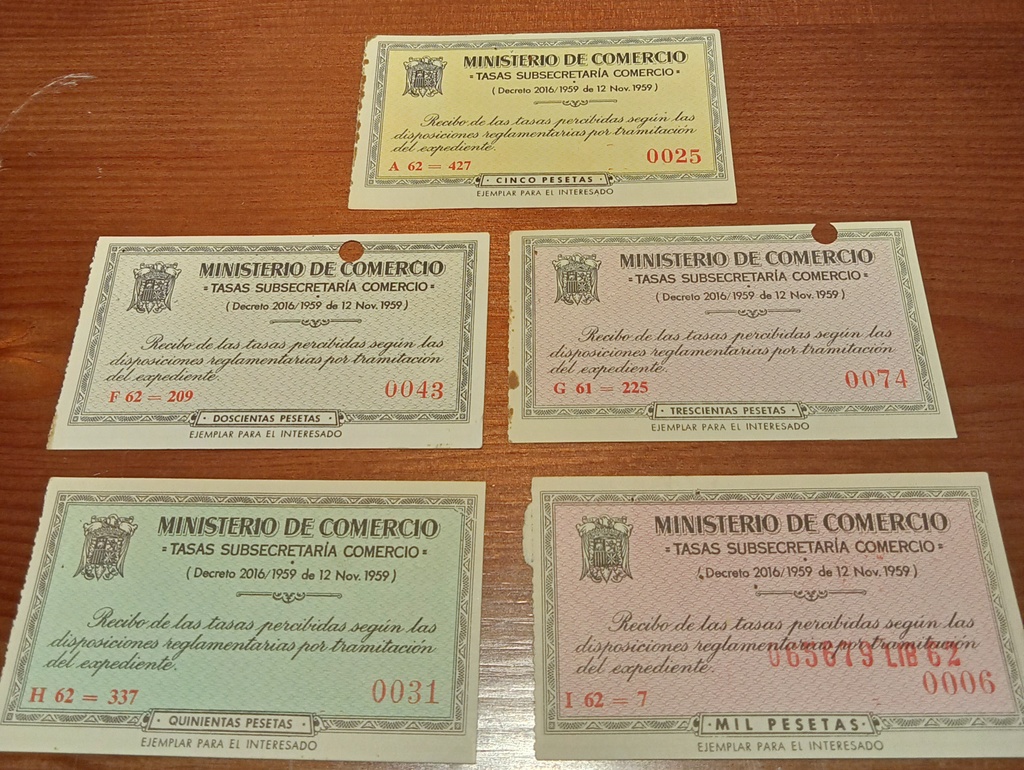 MINISTERIO DE COMERCIO
= TASAS SUBSECRETARÍA COMERCIO =
( Decreto 2016/1959 de 12 Nov. 1959 )
Recibo de las tasas percibidas según las
disposiciones reglamentarias por tramitación
del expediente.
A 62 = 427
0025
· CINCO PESETAS ·
EJEMPLAR PARA EL INTERESADO
MINISTERIO DE COMERCIO
= TASAS SUBSECRETARÍA COMERCIO =
( Decreto 2016/1959 de 12 Nov. 1959 )
Recibo de las tasas percibidas según las
disposiciones reglamentarias por tramitación
del expediente.
F 62 = 209
0043
· DOSCIENTAS PESETAS ·
EJEMPLAR PARA EL INTERESADO
MINISTERIO DE COMERCIO
= TASAS SUBSECRETARÍA COMERCIO =
( Decreto 2016/1959 de 12 Nov. 1959 )
Recibo de las tasas percibidas según las
disposiciones reglamentarias por tramitación
del expediente.
G 61 = 225
0074
· TRESCIENTAS PESETAS ·
EJEMPLAR PARA EL INTERESADO
MINISTERIO DE COMERCIO
= TASAS SUBSECRETARÍA COMERCIO =
( Decreto 2016/1959 de 12 Nov. 1959 )
Recibo de las tasas percibidas según las
disposiciones reglamentarias por tramitación
del expediente.
H 62 = 337
0031
· QUINIENTAS PESETAS ·
EJEMPLAR PARA EL INTERESADO
MINISTERIO DE COMERCIO
= TASAS SUBSECRETARÍA COMERCIO =
( Decreto 2016/1959 de 12 Nov. 1959 )
Recibo de las tasas percibidas según las
disposiciones reglamentarias por tramitación
del expediente.
I 62 = 7
0006
· MIL PESETAS ·
EJEMPLAR PARA EL INTERESADO